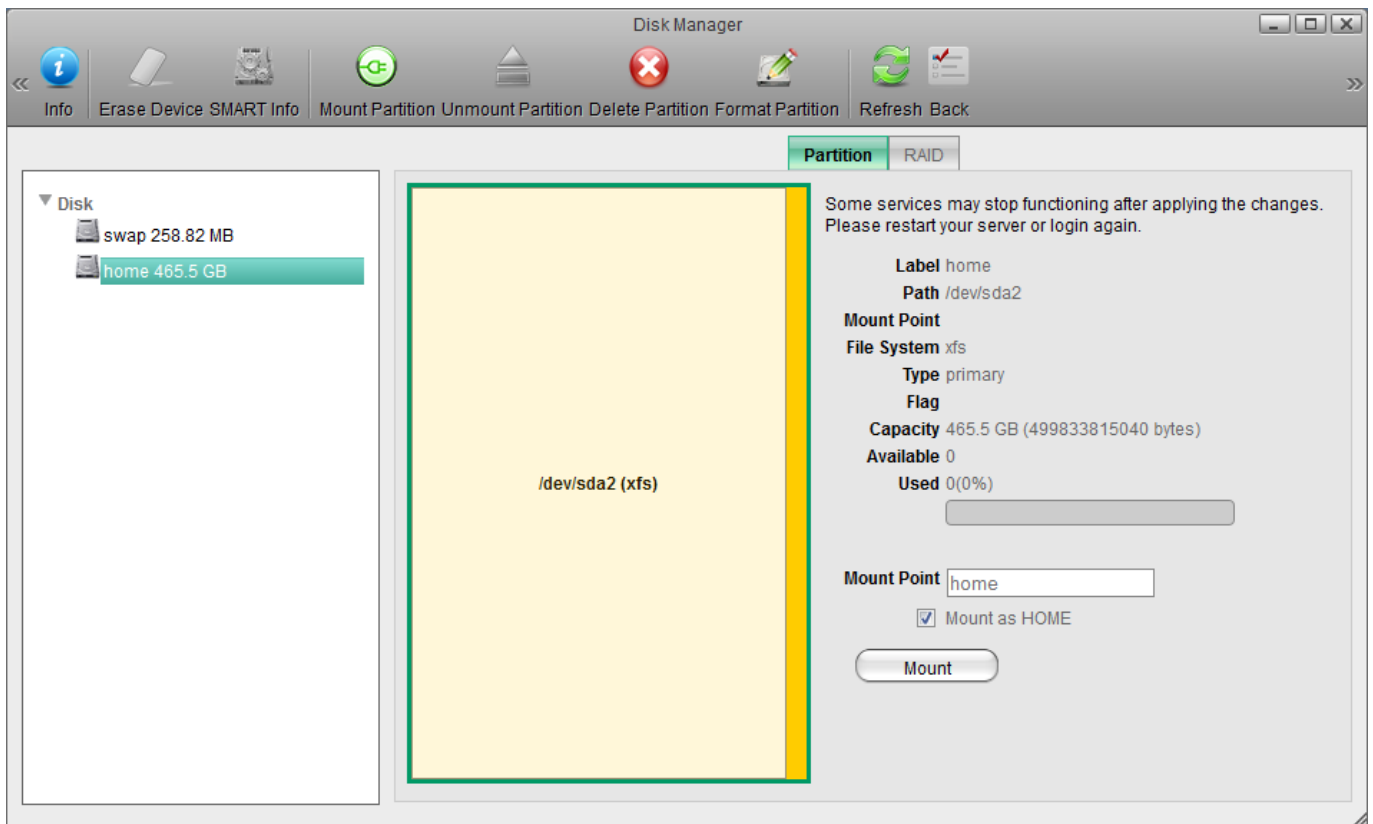 Disk Manager
Info Erase Device SMART Info Mount Partition Unmount Partition Delete Partition Format Partition Refresh Back
Partition RAID
Disk
swap 258.82 MB
home 465.5 GB
/dev/sda2 (xfs)
Some services may stop functioning after applying the changes.
Please restart your server or login again.
Label home
Path /dev/sda2
Mount Point
File System xfs
Type primary
Flag
Capacity 465.5 GB (499833815040 bytes)
Available 0
Used 0(0%)
Mount Point home
Mount as HOME
Mount